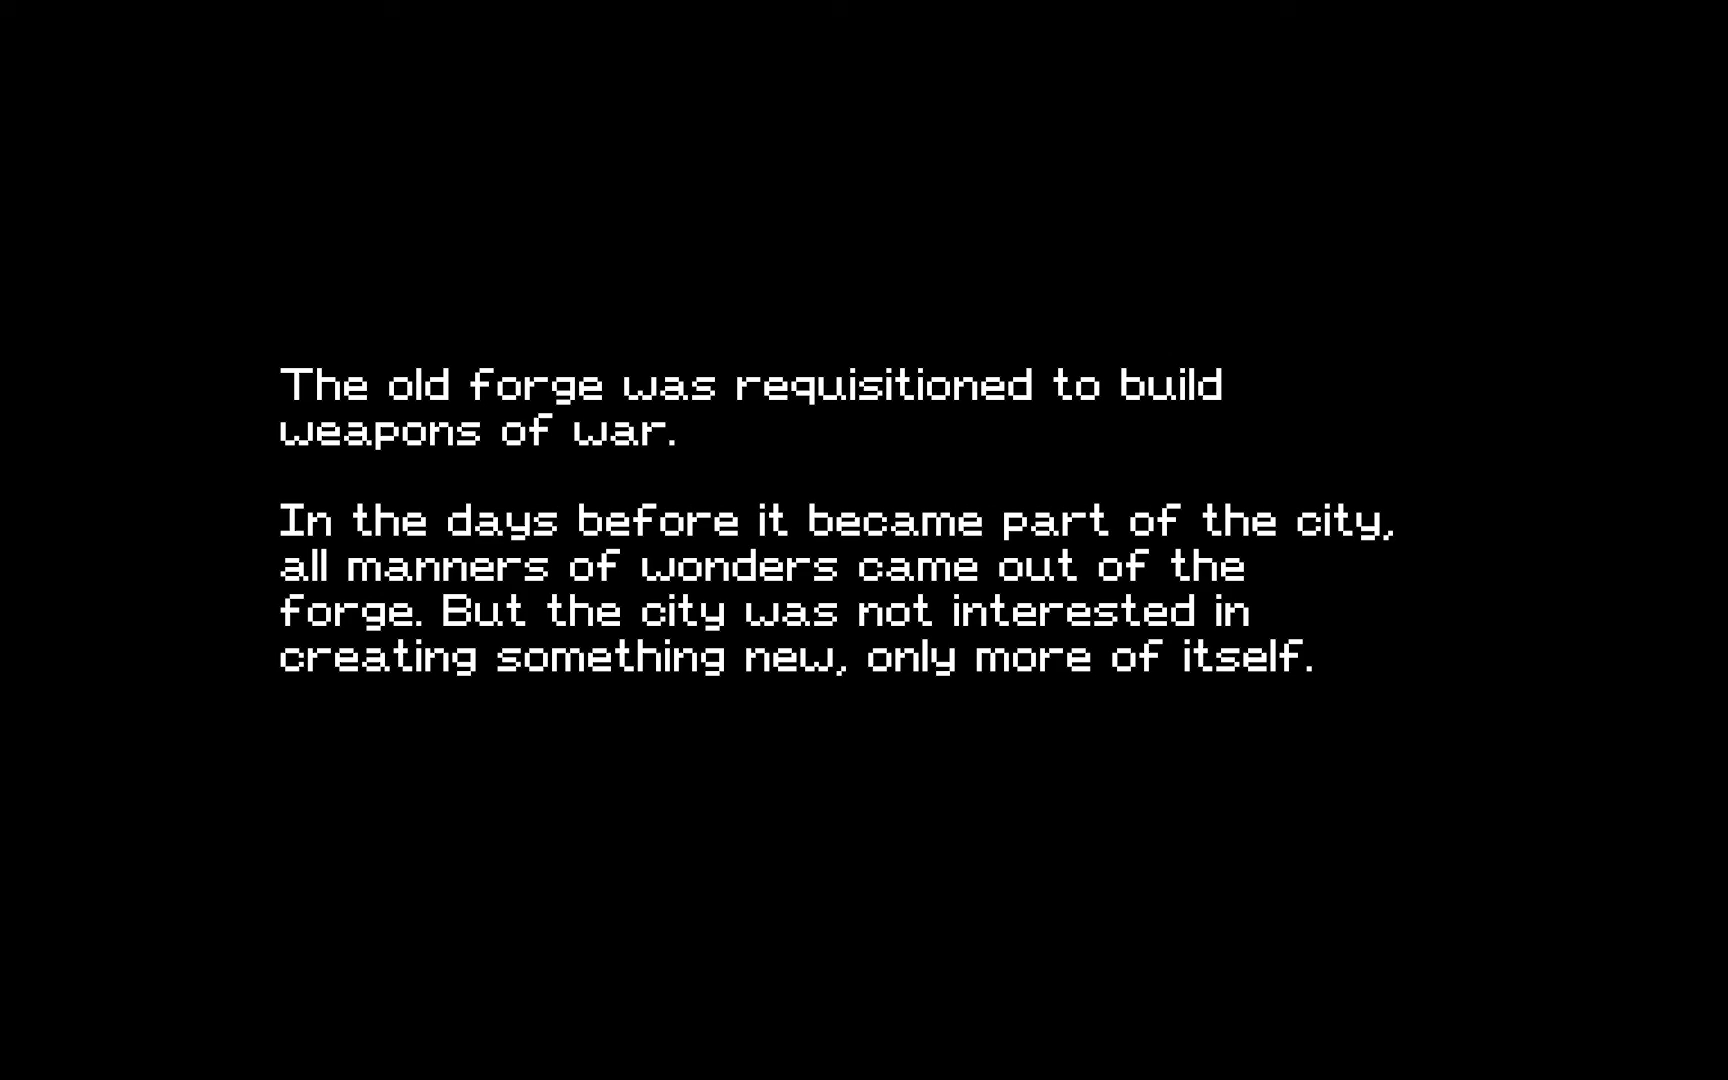 The old forge was requisitioned to build
weapons of war.
In the days before it became part of the city,
all manners of wonders came out of the
forge. But the city was not interested in
creating something new, only more of itself.